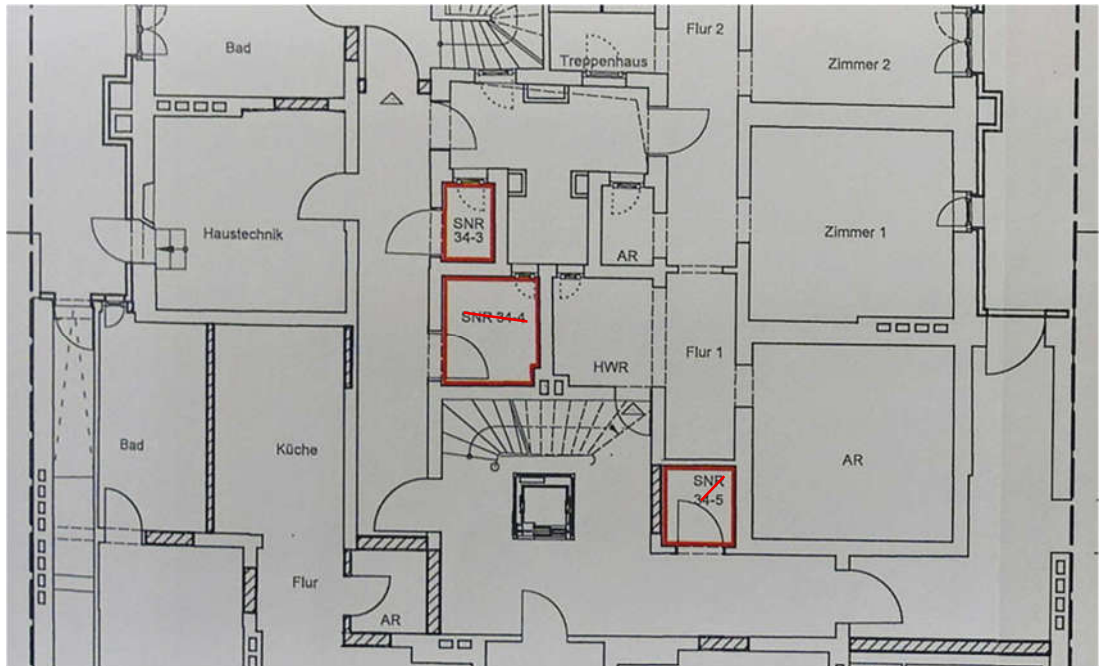 Bad
Treppenhaus
Flur 2
Zimmer 2
Haustechnik
SNR
34-3
AR
Zimmer 1
SNR 34-4
HWR
Flur 1
Bad
Küche
SNR
34-5
AR
Flur
AR